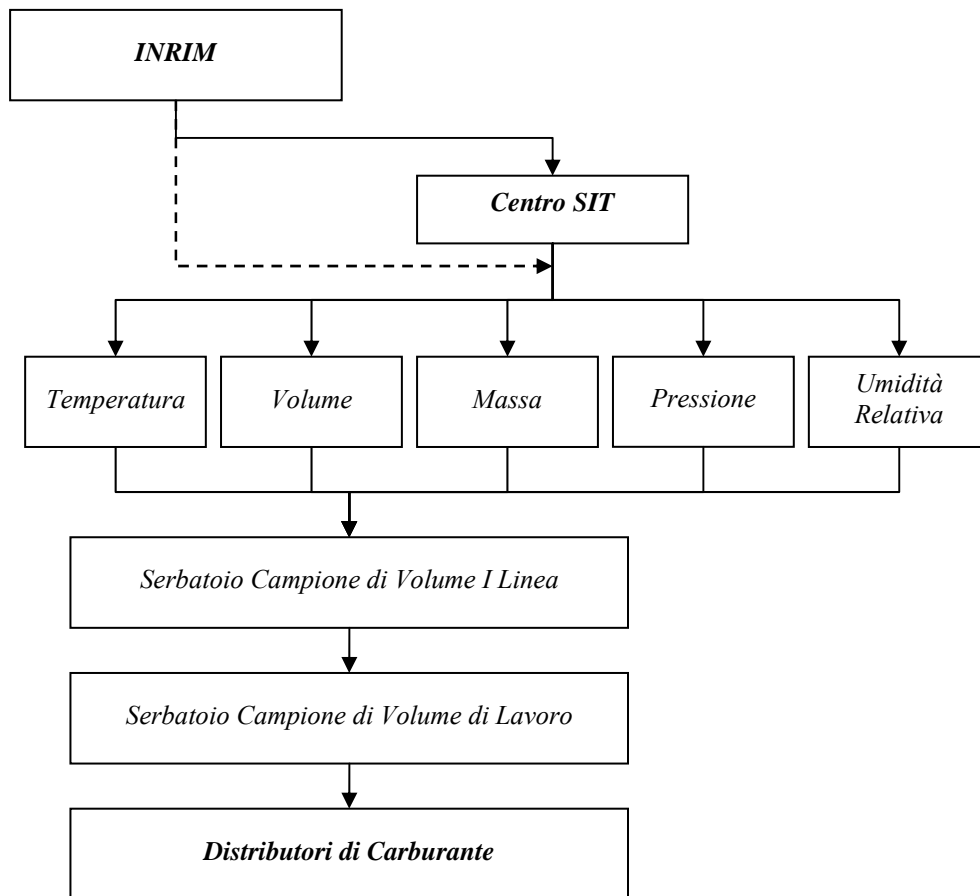 INRIM
Centro SIT
Temperatura
Volume
Massa
Pressione
Umidità
Relativa
Serbatoio Campione di Volume I Linea
Serbatoio Campione di Volume di Lavoro
Distributori di Carburante